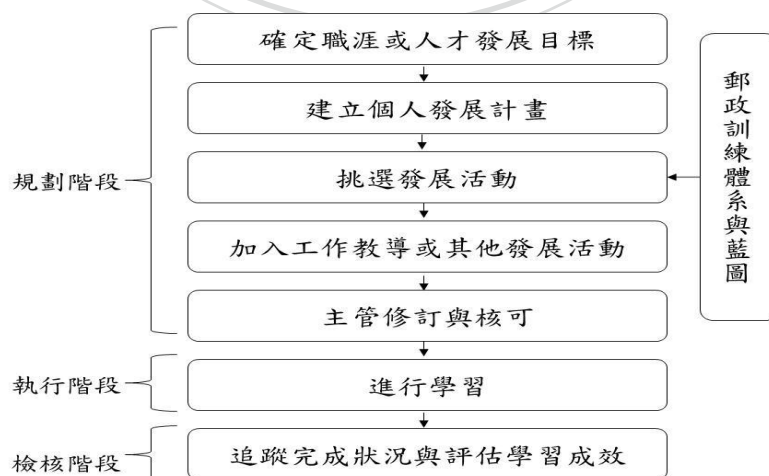 確定職涯或人才發展目標
建立個人發展計畫
規劃階段
挑選發展活動
郵政訓練體系與藍圖
加入工作教導或其他發展活動
主管修訂與核可
執行階段
進行學習
檢核階段
追蹤完成狀況與評估學習成效